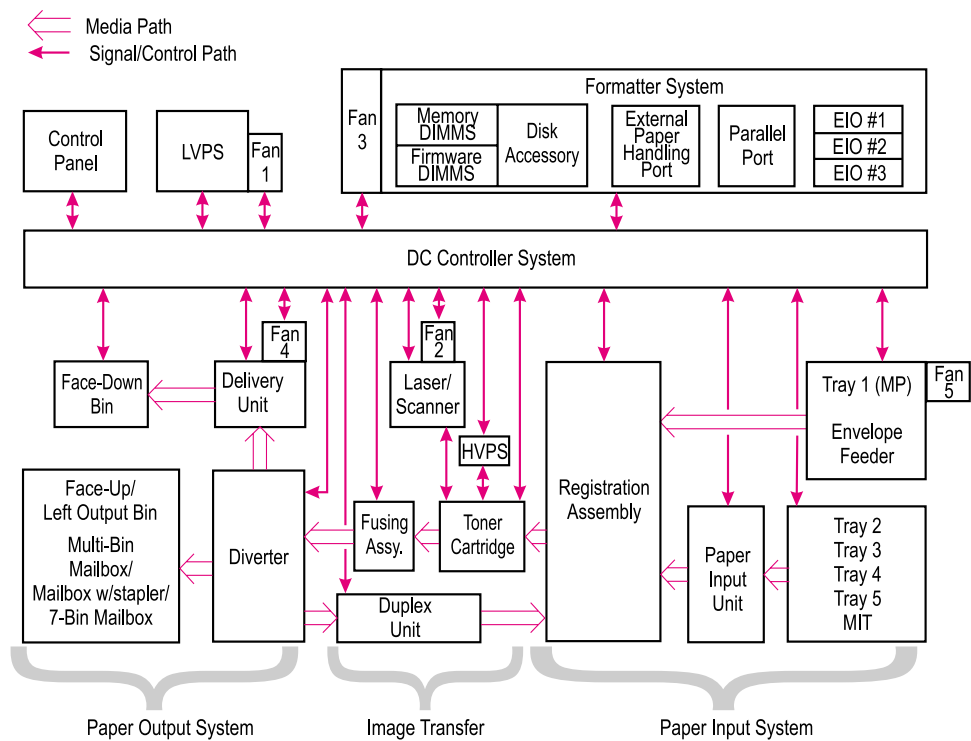 Media Path
Signal/Control Path
Control
Panel
LVPS
Fan
1
Fan
3
Formatter System
Memory
DIMMS
Firmware
DIMMS
Disk
Accessory
External
Paper
Handling
Port
Parallel
Port
EIO #1
EIO #2
EIO #3
DC Controller System
Face-Down
Bin
Delivery
Unit
Fan
4
Laser/
Scanner
Fan
2
HVPS
Registration
Assembly
Tray 1 (MP)
Envelope
Feeder
Fan
5
Face-Up/
Left Output Bin
Multi-Bin
Mailbox/
Mailbox w/stapler/
7-Bin Mailbox
Diverter
Fusing
Assy.
Toner
Cartridge
Duplex
Unit
Paper
Input
Unit
Tray 2
Tray 3
Tray 4
Tray 5
MIT
Paper Output System
Image Transfer
Paper Input System